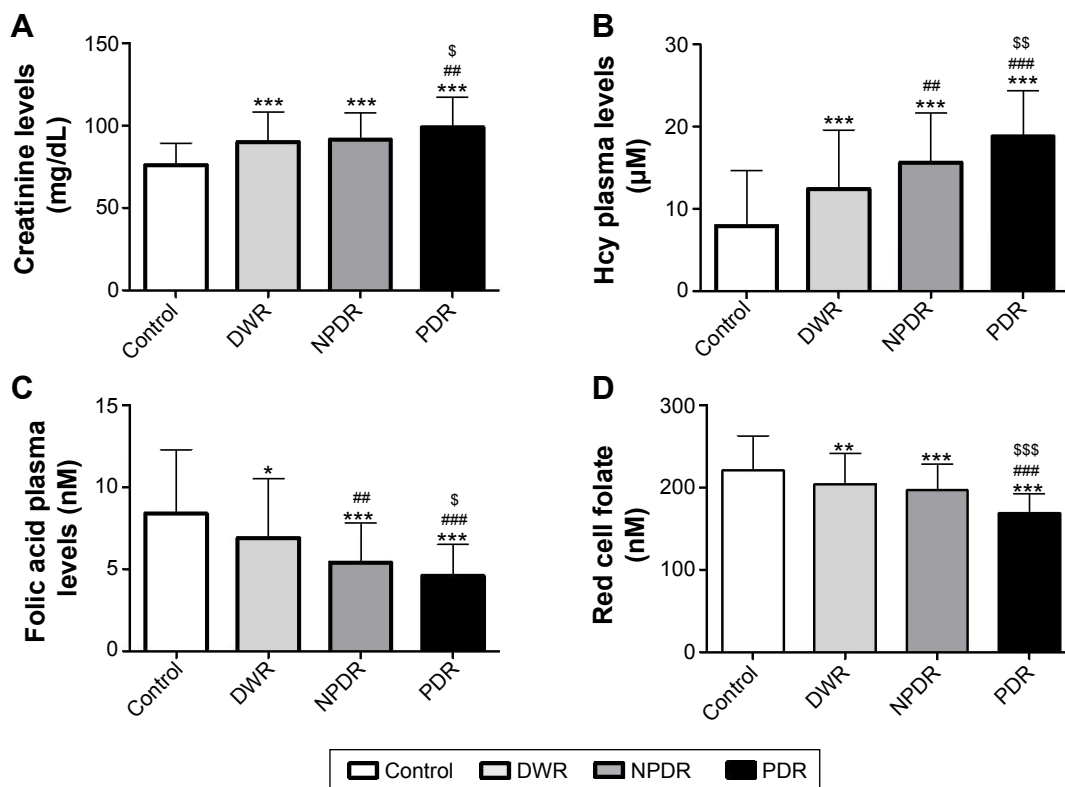 A
Creatinine levels
(mg/dL)
150
100
50
0
***
***
$
##
***
Control
DWR
NPDR
PDR
B
Hcy plasma levels
(µM)
30
20
10
0
***
##
***
$$
###
***
Control
DWR
NPDR
PDR
C
Folic acid plasma
levels (nM)
15
10
5
0
*
##
***
$
###
***
Control
DWR
NPDR
PDR
D
Red cell folate
(nM)
300
200
100
0
**
***
$$$
###
***
Control
DWR
NPDR
PDR
Control DWR NPDR PDR